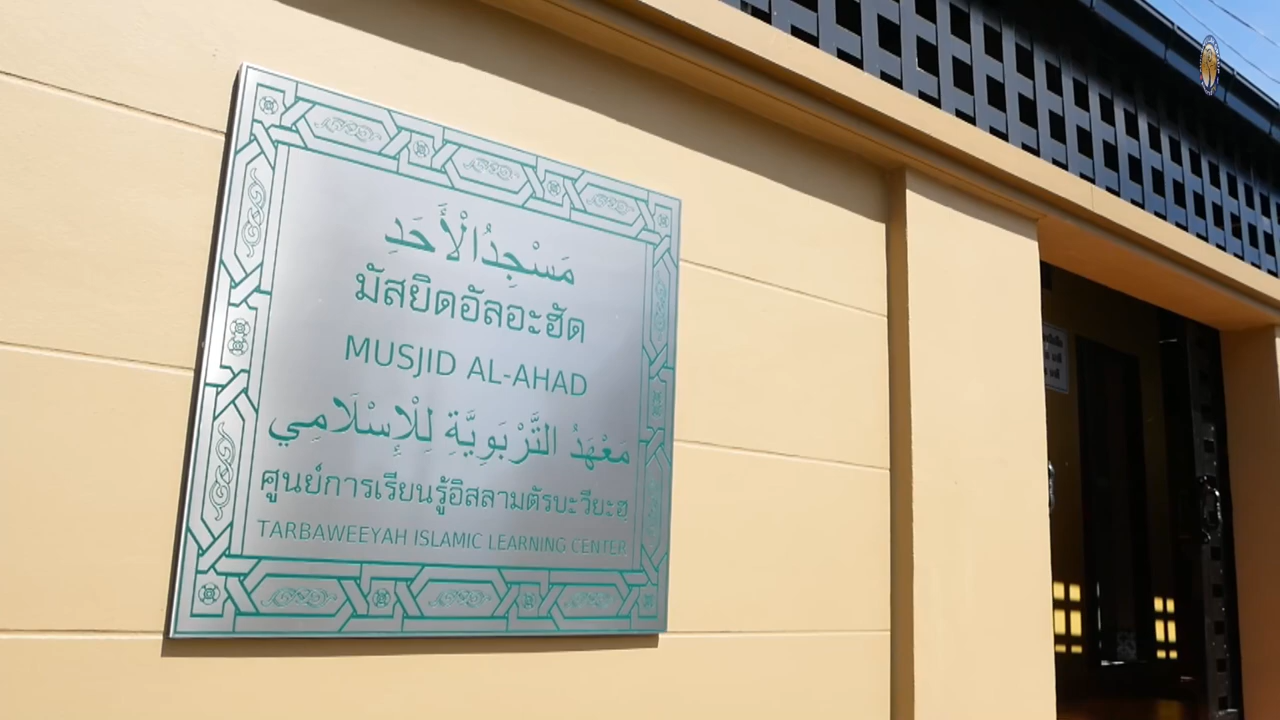 مَسْجِدُالْأَحَدِ
มัสยิดอัลอะฮัด
MUSJID AL-AHAD
مَعْهَدُ التَّرْبَوِيَّةِ لِلْإِسْلَامِي
ศูนย์การเรียนรู้อิสลามตัรบะวียะฮฺ
TARBAWEEYAH ISLAMIC LEARNING CENTER